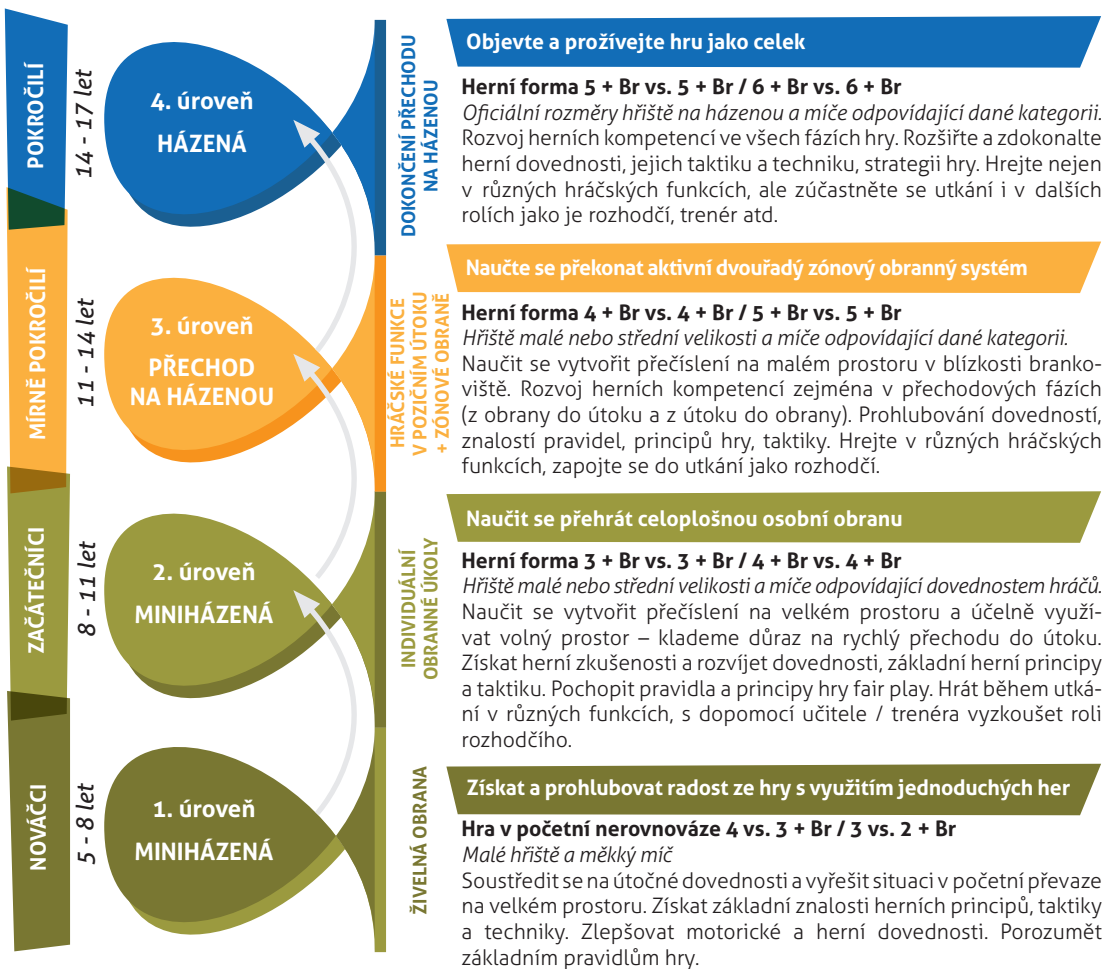 POKROČILÍ
14 - 17 let
4. úroveň
HÁZENÁ
DOKONČENÍ PŘECHODU
NA HÁZENOU
Objevte a prožívejte hru jako celek
Herní forma 5 + Br vs. 5 + Br / 6 + Br vs. 6 + Br
Oficiální rozměry hřiště na házenou a míče odpovídající dané kategorii.
Rozvoj herních kompetencí ve všech fázích hry. Rozšiřte a zdokonalte
herní dovednosti, jejich taktiku a techniku, strategii hry. Hrejte nejen
v různých hráčských funkcích, ale zúčastněte se utkání i v dalších
rolích jako je rozhodčí, trenér atd.
MÍRNĚ POKROČILÍ
11 - 14 let
3. úroveň
PŘECHOD
NA HÁZENOU
HRÁČSKÉ FUNKCE
V POZIČNÍM ÚTOKU
+ ZÓNOVÉ OBRANĚ
Naučte se překonat aktivní dvouřadý zónový obranný systém
Herní forma 4 + Br vs. 4 + Br / 5 + Br vs. 5 + Br
Hřiště malé nebo střední velikosti a míče odpovídající dané kategorii.
Naučit se vytvořit přečíslení na malém prostoru v blízkosti branko-
viště. Rozvoj herních kompetencí zejména v přechodových fázích
(z obrany do útoku a z útoku do obrany). Prohlubování dovedností,
znalostí pravidel, principů hry, taktiky. Hrejte v různých hráčských
funkcích, zapojte se do utkání jako rozhodčí.
ZAČÁTEČNÍCI
8 - 11 let
2. úroveň
MINIHÁZENÁ
INDIVIDUÁLNÍ
OBRANNÉ ÚKOLY
Naučit se přehrát celoplošnou osobní obranu
Herní forma 3 + Br vs. 3 + Br / 4 + Br vs. 4 + Br
Hřiště malé nebo střední velikosti a míče odpovídající dovednostem hráčů.
Naučit se vytvořit přečíslení na velkém prostoru a účelně využí-
vat volný prostor – klademe důraz na rychlý přechodu do útoku.
Získat herní zkušenosti a rozvíjet dovednosti, základní herní principy
a taktiku. Pochopit pravidla a principy hry fair play. Hrát během utká-
ní v různých funkcích, s dopomocí učitele / trenéra vyzkoušet roli
rozhodčího.
NOVÁČCI
5 - 8 let
1. úroveň
MINIHÁZENÁ
ŽIVELNÁ OBRANA
Získat a prohlubovat radost ze hry s využitím jednoduchých her
Hra v početní nerovnováze 4 vs. 3 + Br / 3 vs. 2 + Br
Malé hřiště a měkký míč
Soustředit se na útočné dovednosti a vyřešit situaci v početní převaze
na velkém prostoru. Získat základní znalosti herních principů, taktiky
a techniky. Zlepšovat motorické a herní dovednosti. Porozumět
základním pravidlům hry.